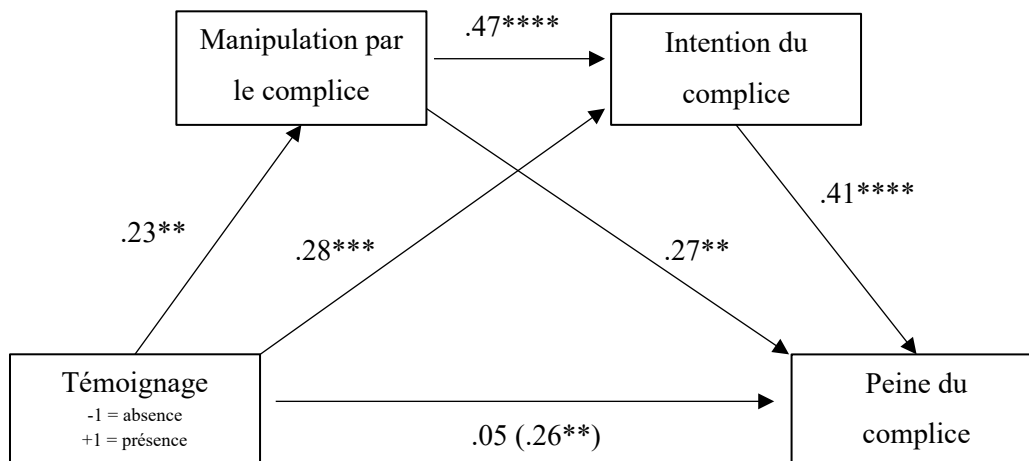 .47****
Manipulation par
le complice
Intention du
complice
.41****
.23**
.28***
.27**
Témoignage
-1 = absence
+1 = présence
Peine du
complice
.05 (.26**)